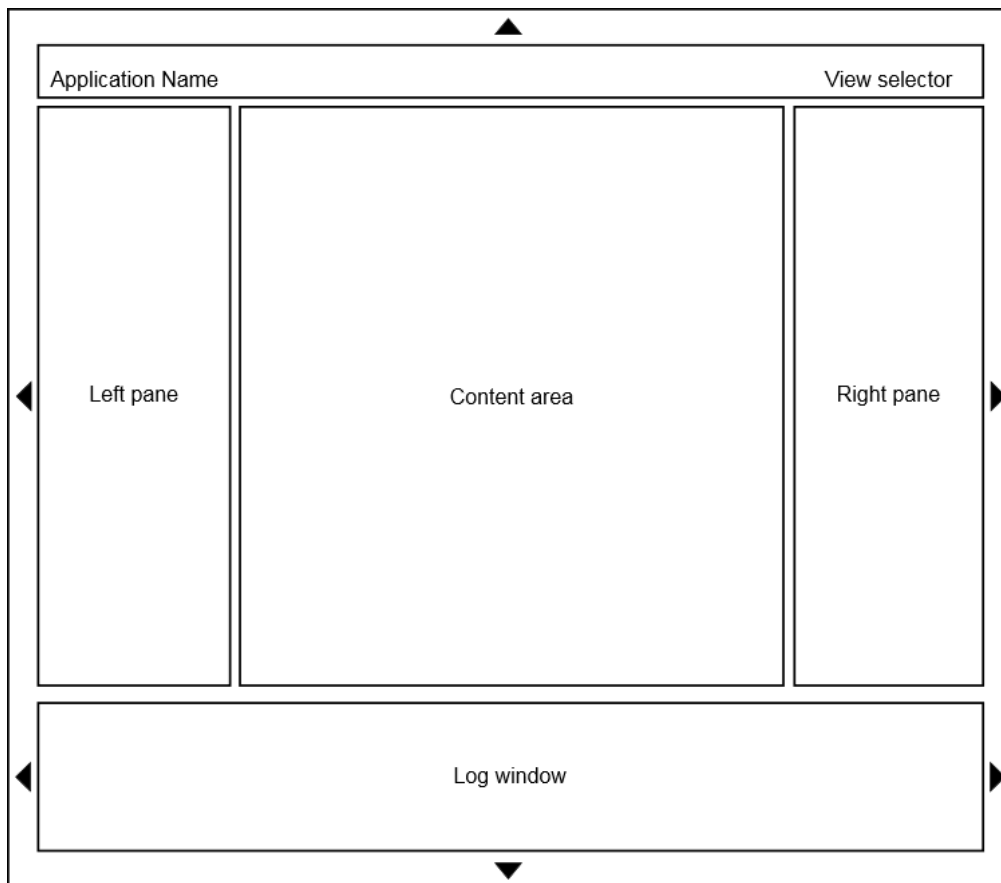 Application Name
View selector
Left pane
Content area
Right pane
Log window